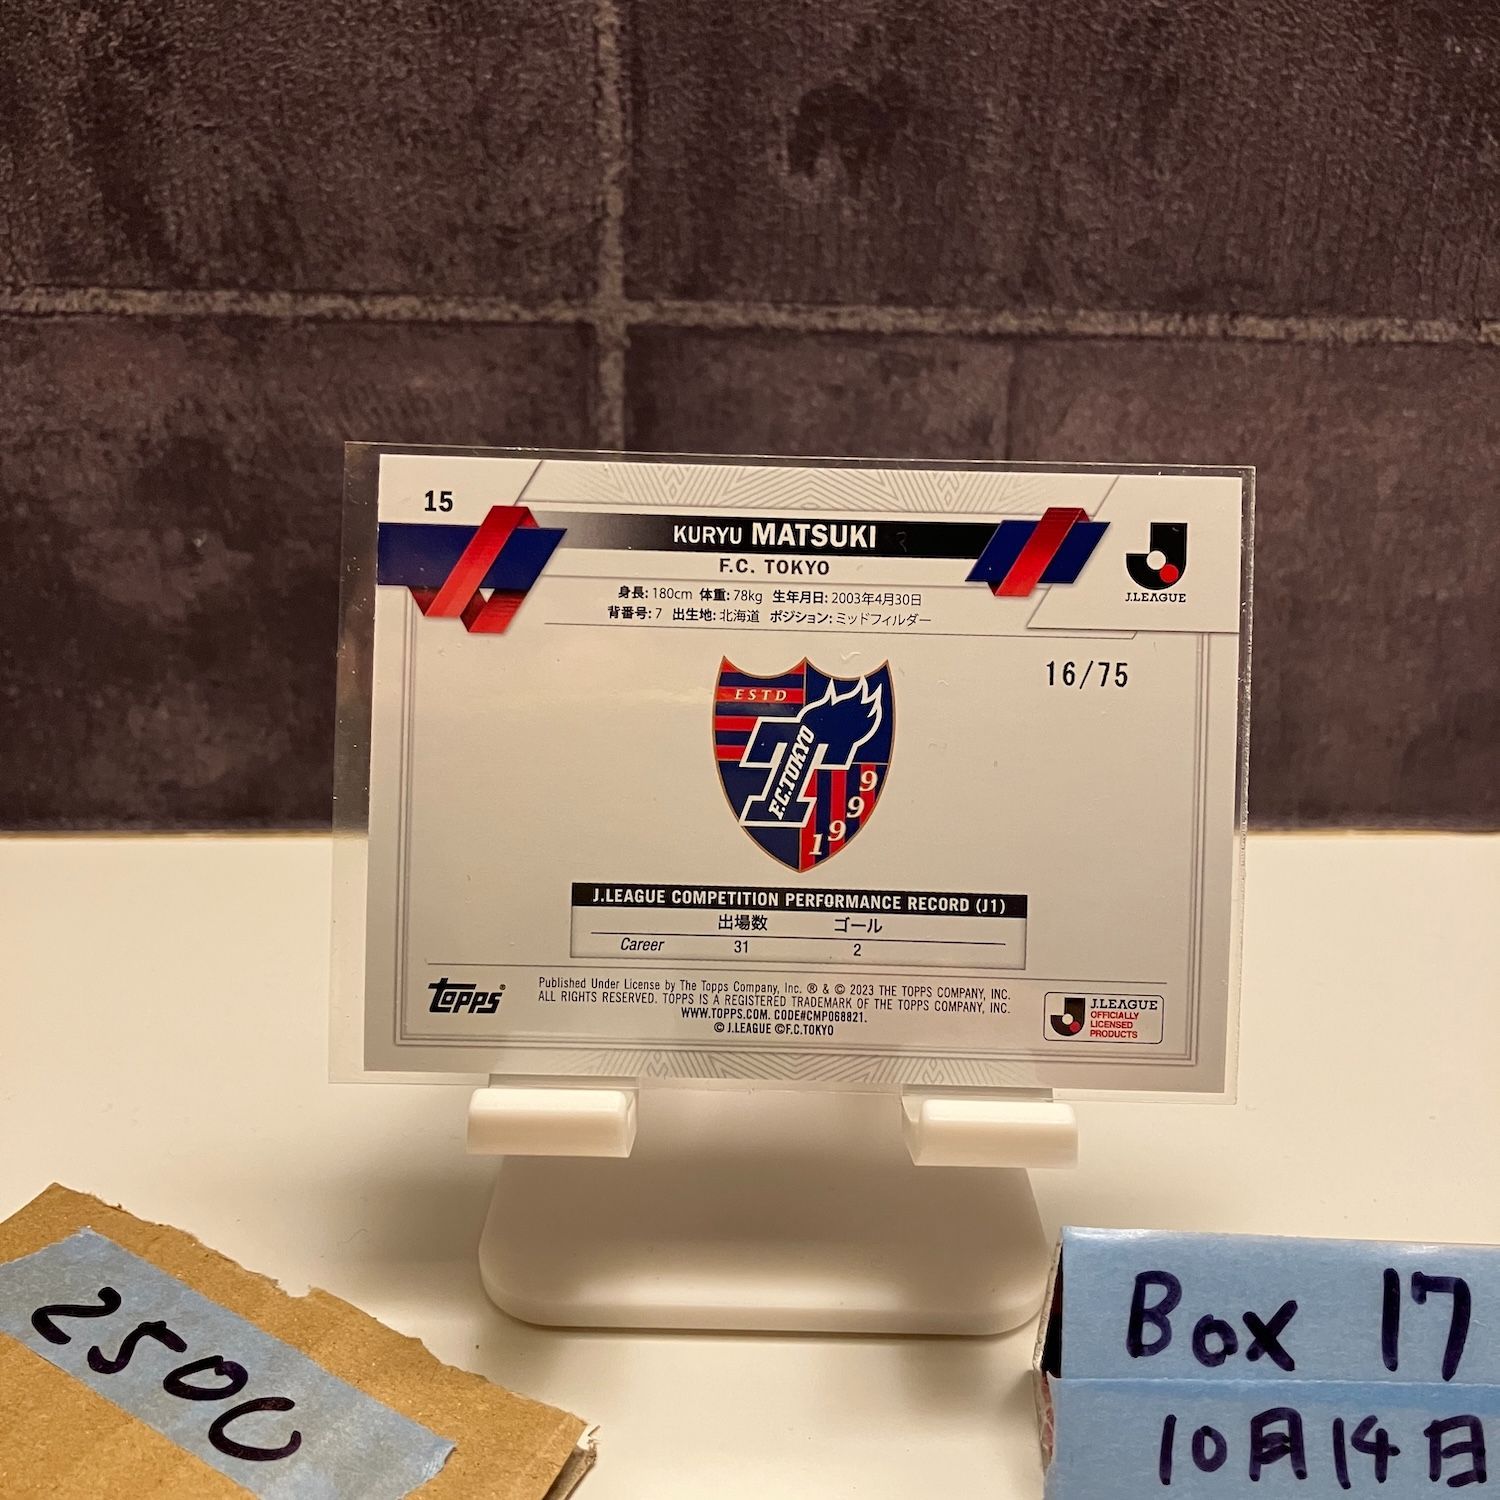 15
KURYU MATSUKI
F.C. TOKYO
身長: 180cm 体重: 78kg 生年月日: 2003年4月30日
背番号: 7 出生地: 北海道 ポジション: ミッドフィルダー
J.LEAGUE
16/75
ESTD
F.C.TOKYO
1999
J.LEAGUE COMPETITION PERFORMANCE RECORD (J1)
出場数 ゴール
Career 31 2
topps®
Published Under License by The Topps Company, Inc. ® & © 2023 THE TOPPS COMPANY, INC.
ALL RIGHTS RESERVED. TOPPS IS A REGISTERED TRADEMARK OF THE TOPPS COMPANY, INC.
WWW.TOPPS.COM. CODE#CMP068821.
© J.LEAGUE ©F.C.TOKYO
J.LEAGUE
OFFICIALLY
LICENSED
PRODUCTS
2500
Box 17
10月14日